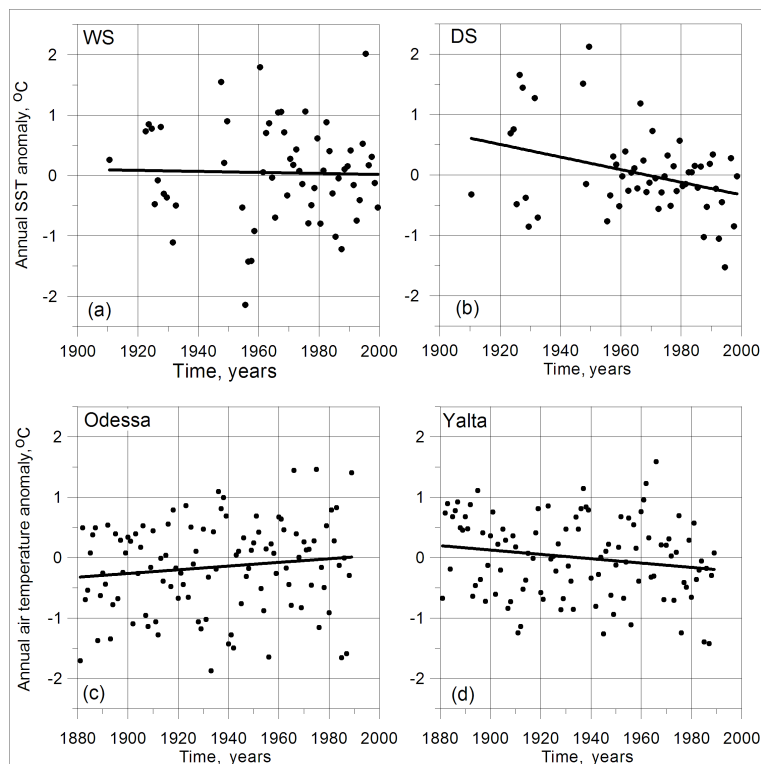 WS
DS
Annual SST anomaly, ºC
2
1
0
-1
-2
(a)
1900 1920 1940 1960 1980 2000
Time, years
2
1
0
-1
-2
(b)
1900 1920 1940 1960 1980 2000
Time, years
Odessa
Yalta
Annual air temperature anomaly,ºC
2
1
0
-1
-2
(c)
1880 1900 1920 1940 1960 1980 2000
Time, years
2
1
0
-1
-2
(d)
1880 1900 1920 1940 1960 1980 2000
Time, years